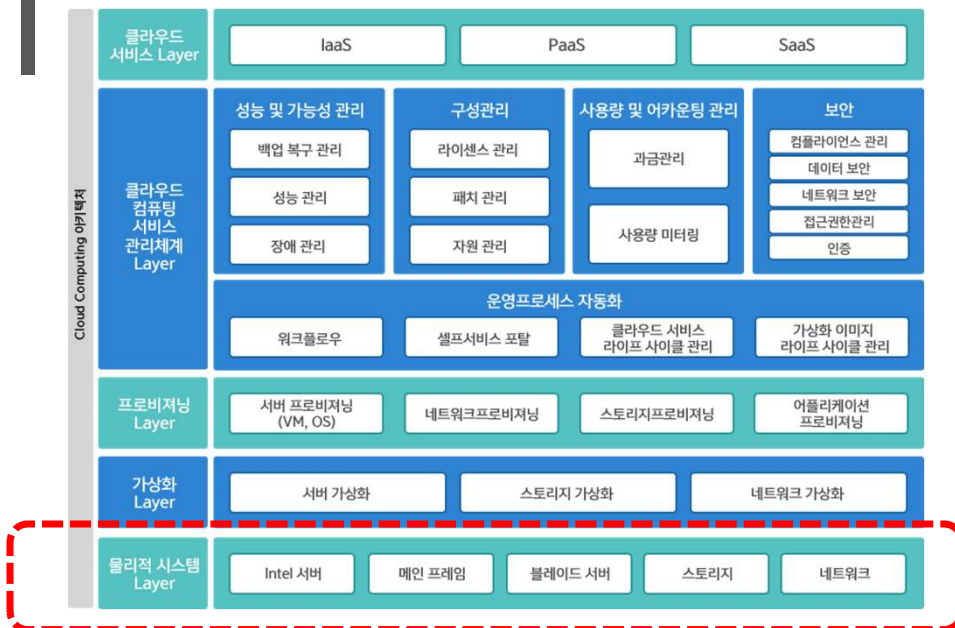 Cloud Computing 아키텍처
클라우드
서비스 Layer
IaaS
PaaS
SaaS
클라우드
컴퓨팅
서비스
관리체계
Layer
성능 및 가능성 관리
백업 복구 관리
성능 관리
장애 관리
구성관리
라이센스 관리
패치 관리
자원 관리
사용량 및 어카운팅 관리
과금관리
사용량 미터링
보안
컴플라이언스 관리
데이터 보안
네트워크 보안
접근권한관리
인증
운영프로세스 자동화
워크플로우
셀프서비스 포탈
클라우드 서비스
라이프 사이클 관리
가상화 이미지
라이프 사이클 관리
프로비져닝
Layer
서버 프로비져닝
(VM, OS)
네트워크프로비져닝
스토리지프로비져닝
어플리케이션
프로비져닝
가상화
Layer
서버 가상화
스토리지 가상화
네트워크 가상화
물리적 시스템
Layer
Intel 서버
메인 프레임
블레이드 서버
스토리지
네트워크